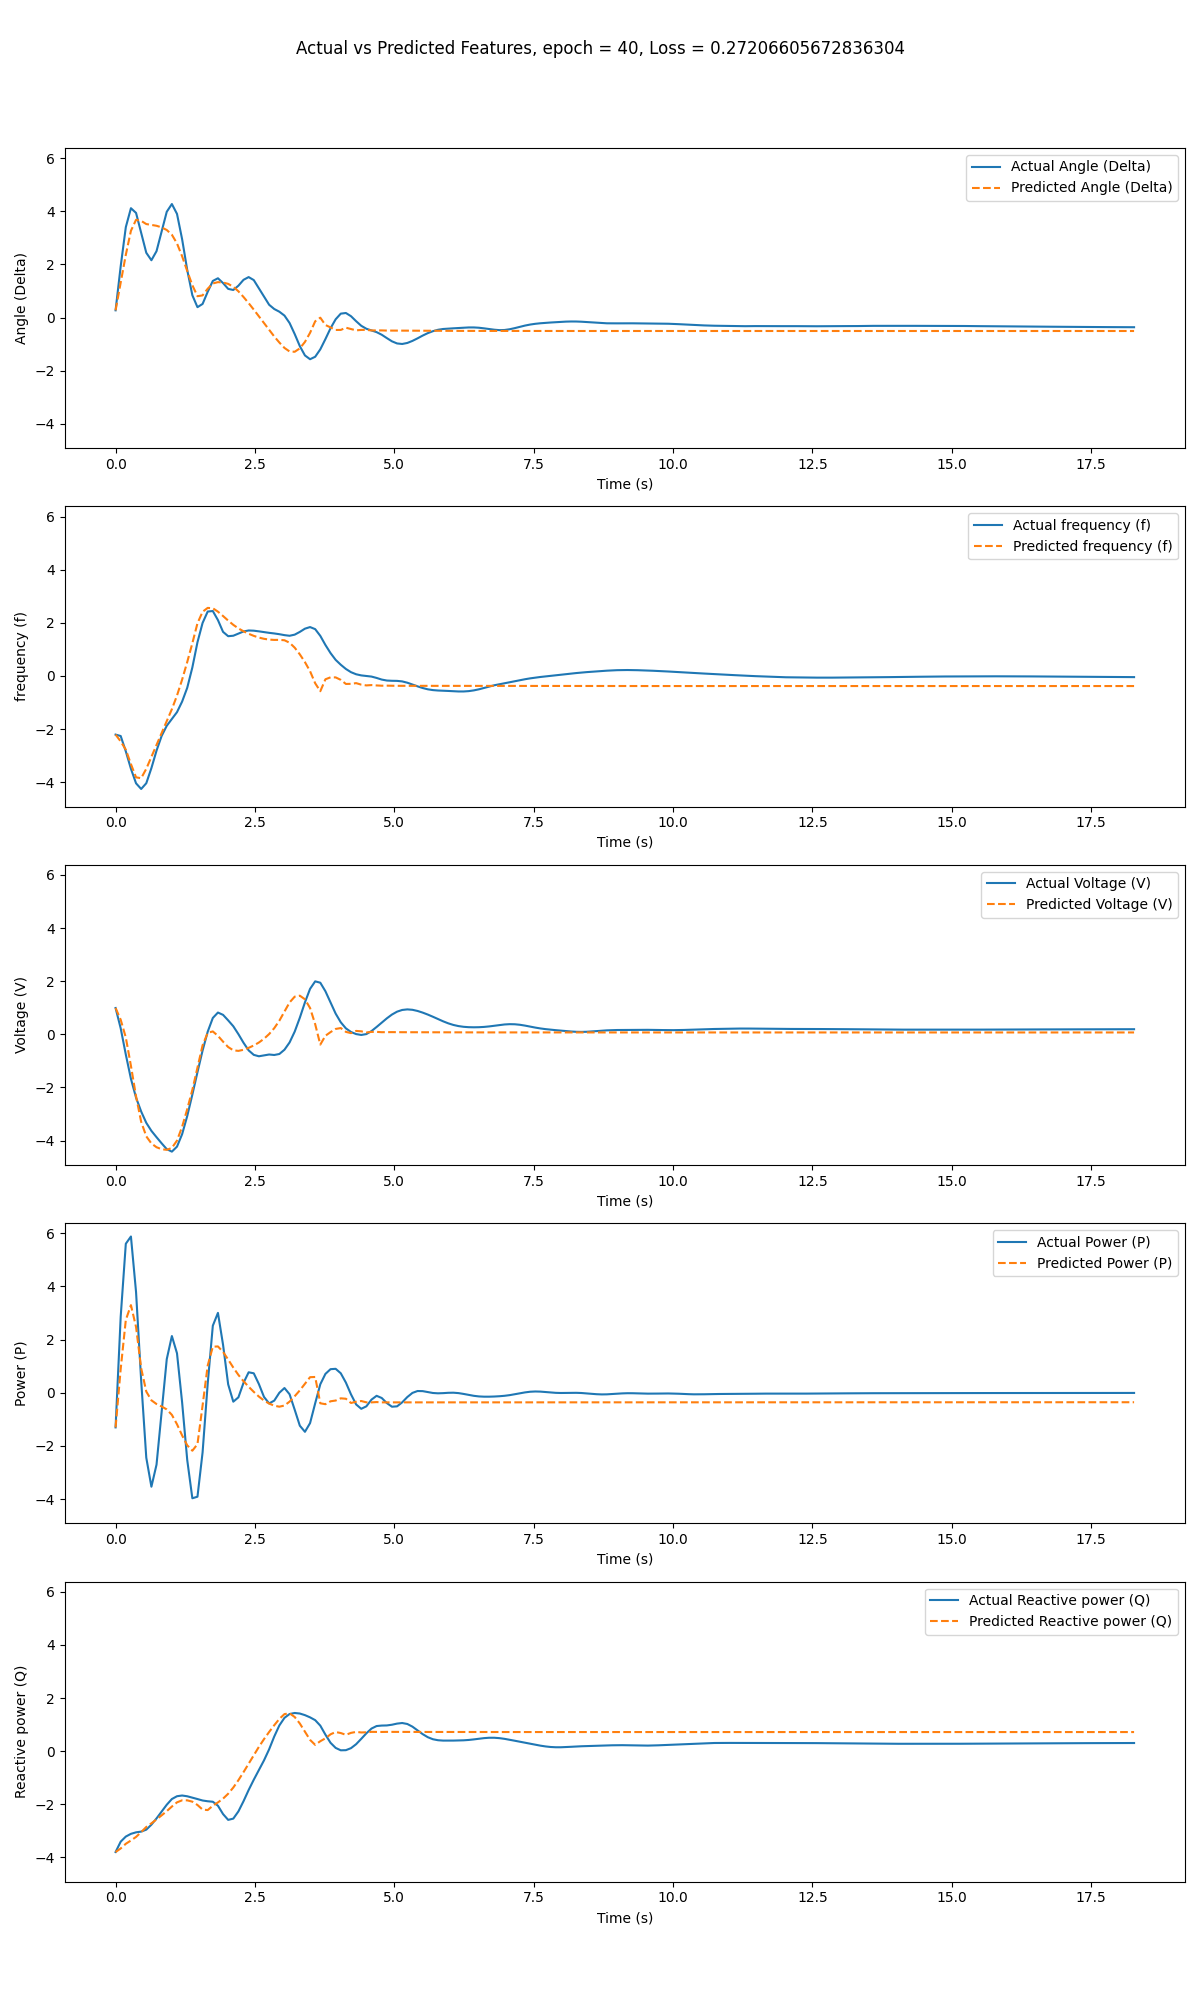 Actual vs Predicted Features, epoch = 40, Loss = 0.27206605672836304
Actual Angle (Delta)
Predicted Angle (Delta)
Angle (Delta)
6
4
2
0
−2
−4
0.0 2.5 5.0 7.5 10.0 12.5 15.0 17.5
Time (s)
Actual frequency (f)
Predicted frequency (f)
frequency (f)
6
4
2
0
−2
−4
0.0 2.5 5.0 7.5 10.0 12.5 15.0 17.5
Time (s)
Actual Voltage (V)
Predicted Voltage (V)
Voltage (V)
6
4
2
0
−2
−4
0.0 2.5 5.0 7.5 10.0 12.5 15.0 17.5
Time (s)
Actual Power (P)
Predicted Power (P)
Power (P)
6
4
2
0
−2
−4
0.0 2.5 5.0 7.5 10.0 12.5 15.0 17.5
Time (s)
Actual Reactive power (Q)
Predicted Reactive power (Q)
Reactive power (Q)
6
4
2
0
−2
−4
0.0 2.5 5.0 7.5 10.0 12.5 15.0 17.5
Time (s)